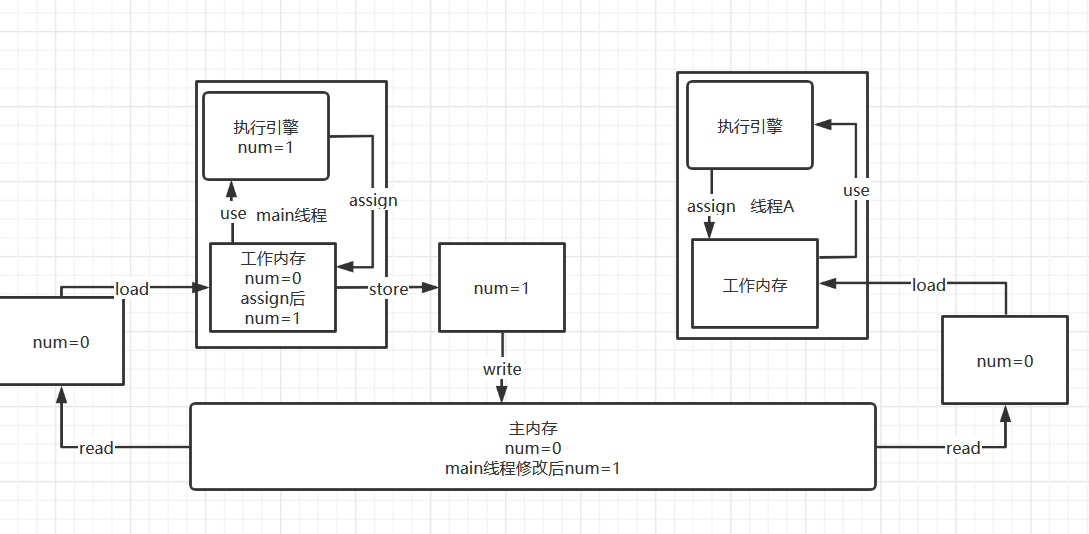 执行引擎
num=1
assign
use
main线程
工作内存
num=0
assign后
num=1
load
store
num=1
num=0
write
read
主内存
num=0
main线程修改后num=1
执行引擎
assign
线程A
use
工作内存
load
num=0
read